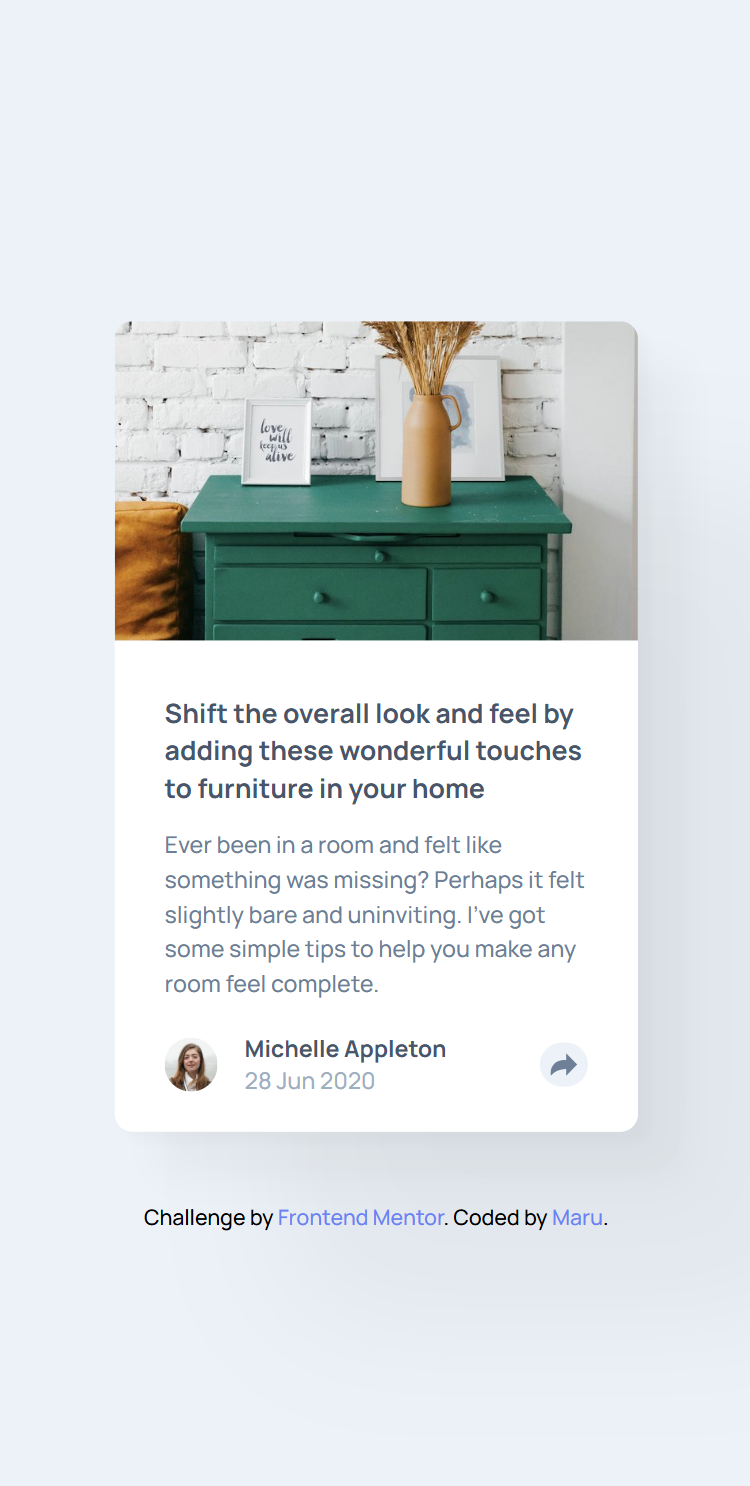 love
will
keep us
alive
Shift the overall look and feel by
adding these wonderful touches
to furniture in your home
Ever been in a room and felt like
something was missing? Perhaps it felt
slightly bare and uninviting. I’ve got
some simple tips to help you make any
room feel complete.
Michelle Appleton
28 Jun 2020
Challenge by Frontend Mentor. Coded by Maru.